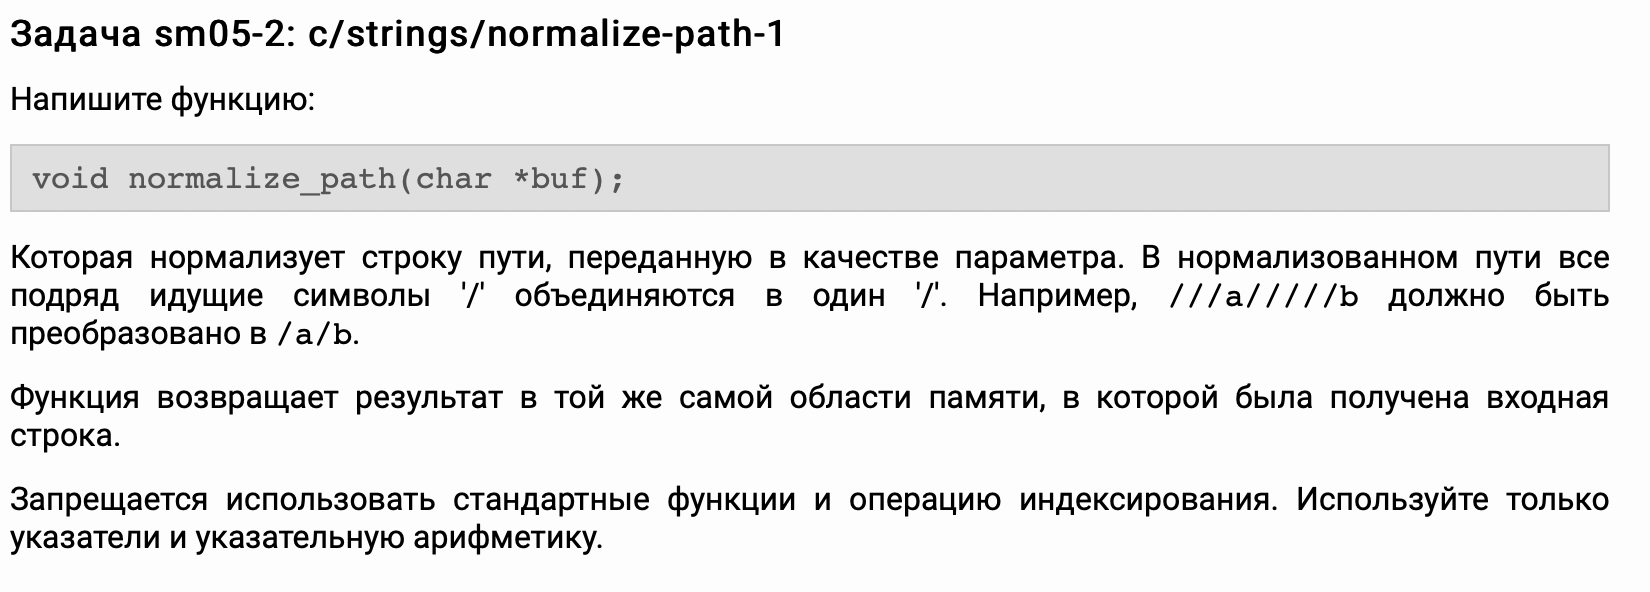 Задача sm05-2: c/strings/normalize-path-1
Напишите функцию:
void normalize_path(char *buf);
Которая нормализует строку пути, переданную в качестве параметра. В нормализованном пути все
подряд идущие символы '/' объединяются в один '/'. Например, ///a/////b должно быть
преобразовано в /a/b.
Функция возвращает результат в той же самой области памяти, в которой была получена входная
строка.
Запрещается использовать стандартные функции и операцию индексирования. Используйте только
указатели и указательную арифметику.